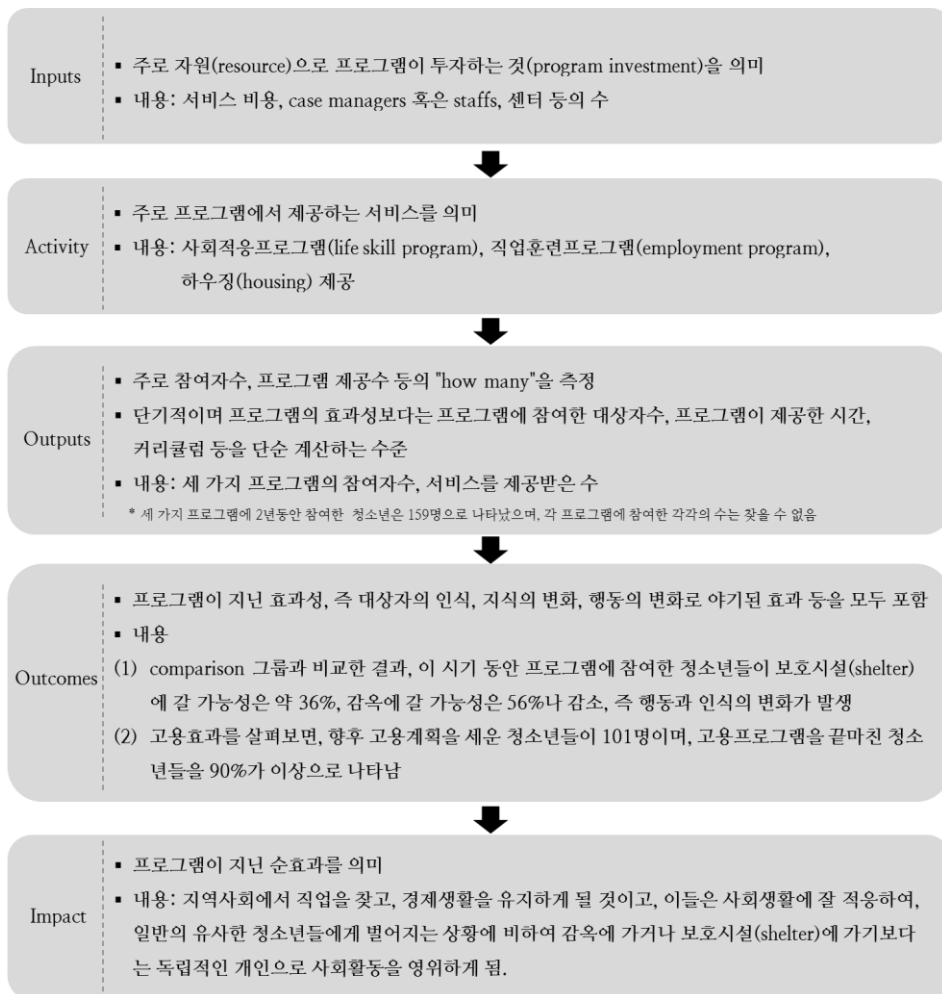 Inputs
▪ 주로 자원(resource)으로 프로그램이 투자하는 것(program investment)을 의미
▪ 내용: 서비스 비용, case managers 혹은 staffs, 센터 등의 수
Activity
▪ 주로 프로그램에서 제공하는 서비스를 의미
▪ 내용: 사회적응프로그램(life skill program), 직업훈련프로그램(employment program),
하우징(housing) 제공
Outputs
▪ 주로 참여자수, 프로그램 제공수 등의 "how many"을 측정
▪ 단기적이며 프로그램의 효과성보다는 프로그램에 참여한 대상자수, 프로그램이 제공한 시간,
커리큘럼 등을 단순 계산하는 수준
▪ 내용: 세 가지 프로그램의 참여자수, 서비스를 제공받은 수
* 세 가지 프로그램에 2년동안 참여한 청소년은 159명으로 나타났으며, 각 프로그램에 참여한 각각의 수는 찾을 수 없음
Outcomes
▪ 프로그램이 지닌 효과성, 즉 대상자의 인식, 지식의 변화, 행동의 변화로 야기된 효과 등을 모두 포함
▪ 내용
(1) comparison 그룹과 비교한 결과, 이 시기 동안 프로그램에 참여한 청소년들이 보호시설(shelter)
에 갈 가능성은 약 36%, 감옥에 갈 가능성은 56%나 감소, 즉 행동과 인식의 변화가 발생
(2) 고용효과를 살펴보면, 향후 고용계획을 세운 청소년들이 101명이며, 고용프로그램을 끝마친 청소
년들을 90%가 이상으로 나타남
Impact
▪ 프로그램이 지닌 순효과를 의미
▪ 내용: 지역사회에서 직업을 찾고, 경제생활을 유지하게 될 것이고, 이들은 사회생활에 잘 적응하여,
일반의 유사한 청소년들에게 벌어지는 상황에 비하여 감옥에 가거나 보호시설(shelter)에 가기보다
는 독립적인 개인으로 사회활동을 영위하게 됨.